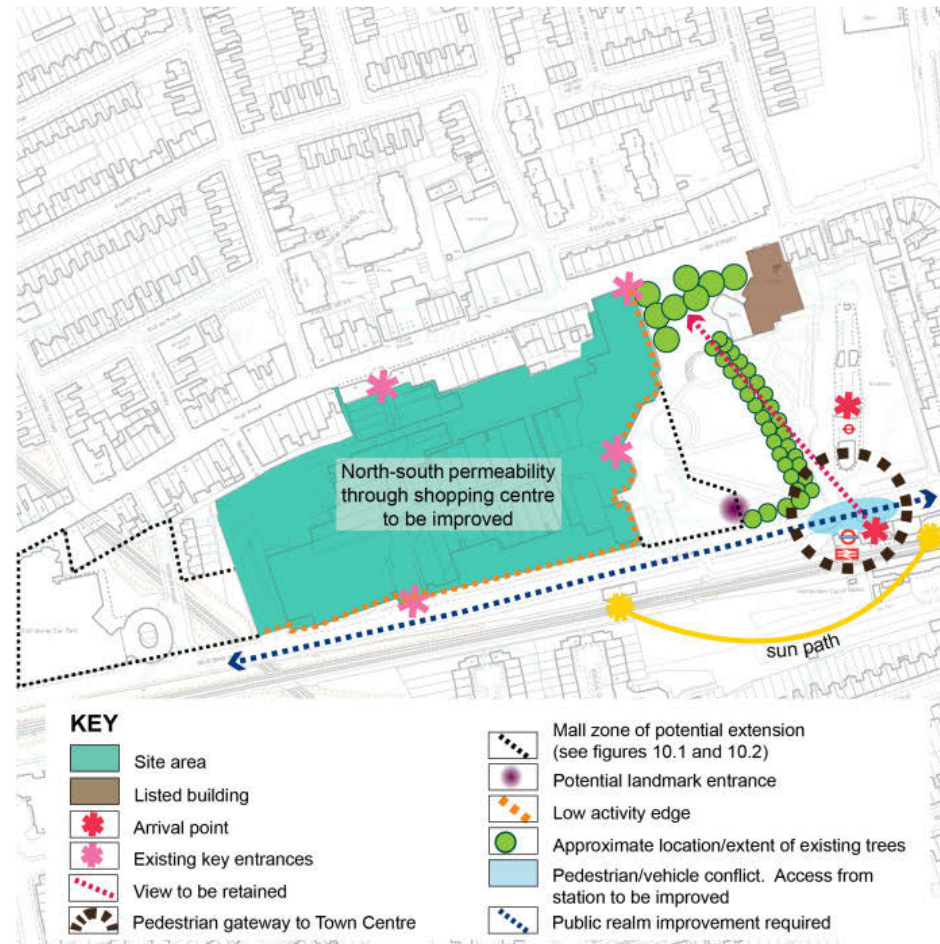 North-south permeability
through shopping centre
to be improved
sun path
KEY
Site area
Listed building
Arrival point
Existing key entrances
View to be retained
Pedestrian gateway to Town Centre
Mall zone of potential extension
(see figures 10.1 and 10.2)
Potential landmark entrance
Low activity edge
Approximate location/extent of existing trees
Pedestrian/vehicle conflict. Access from
station to be improved
Public realm improvement required